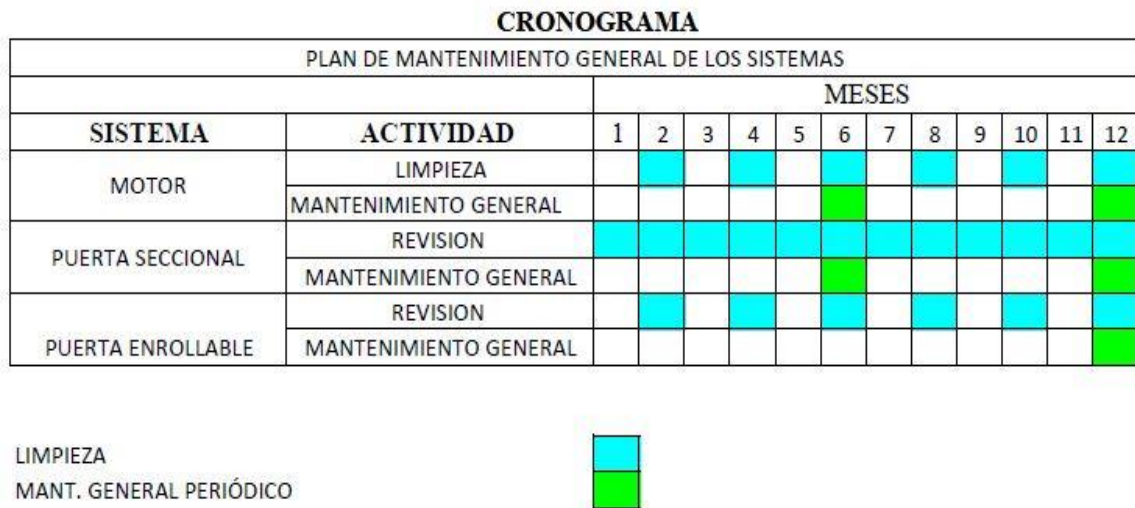 CRONOGRAMA
PLAN DE MANTENIMIENTO GENERAL DE LOS SISTEMAS
MESES
SISTEMA ACTIVIDAD 1 2 3 4 5 6 7 8 9 10 11 12
MOTOR
LIMPIEZA
MANTENIMIENTO GENERAL
PUERTA SECCIONAL
REVISION
MANTENIMIENTO GENERAL
REVISION
PUERTA ENROLLABLE MANTENIMIENTO GENERAL
LIMPIEZA
MANT. GENERAL PERIÓDICO